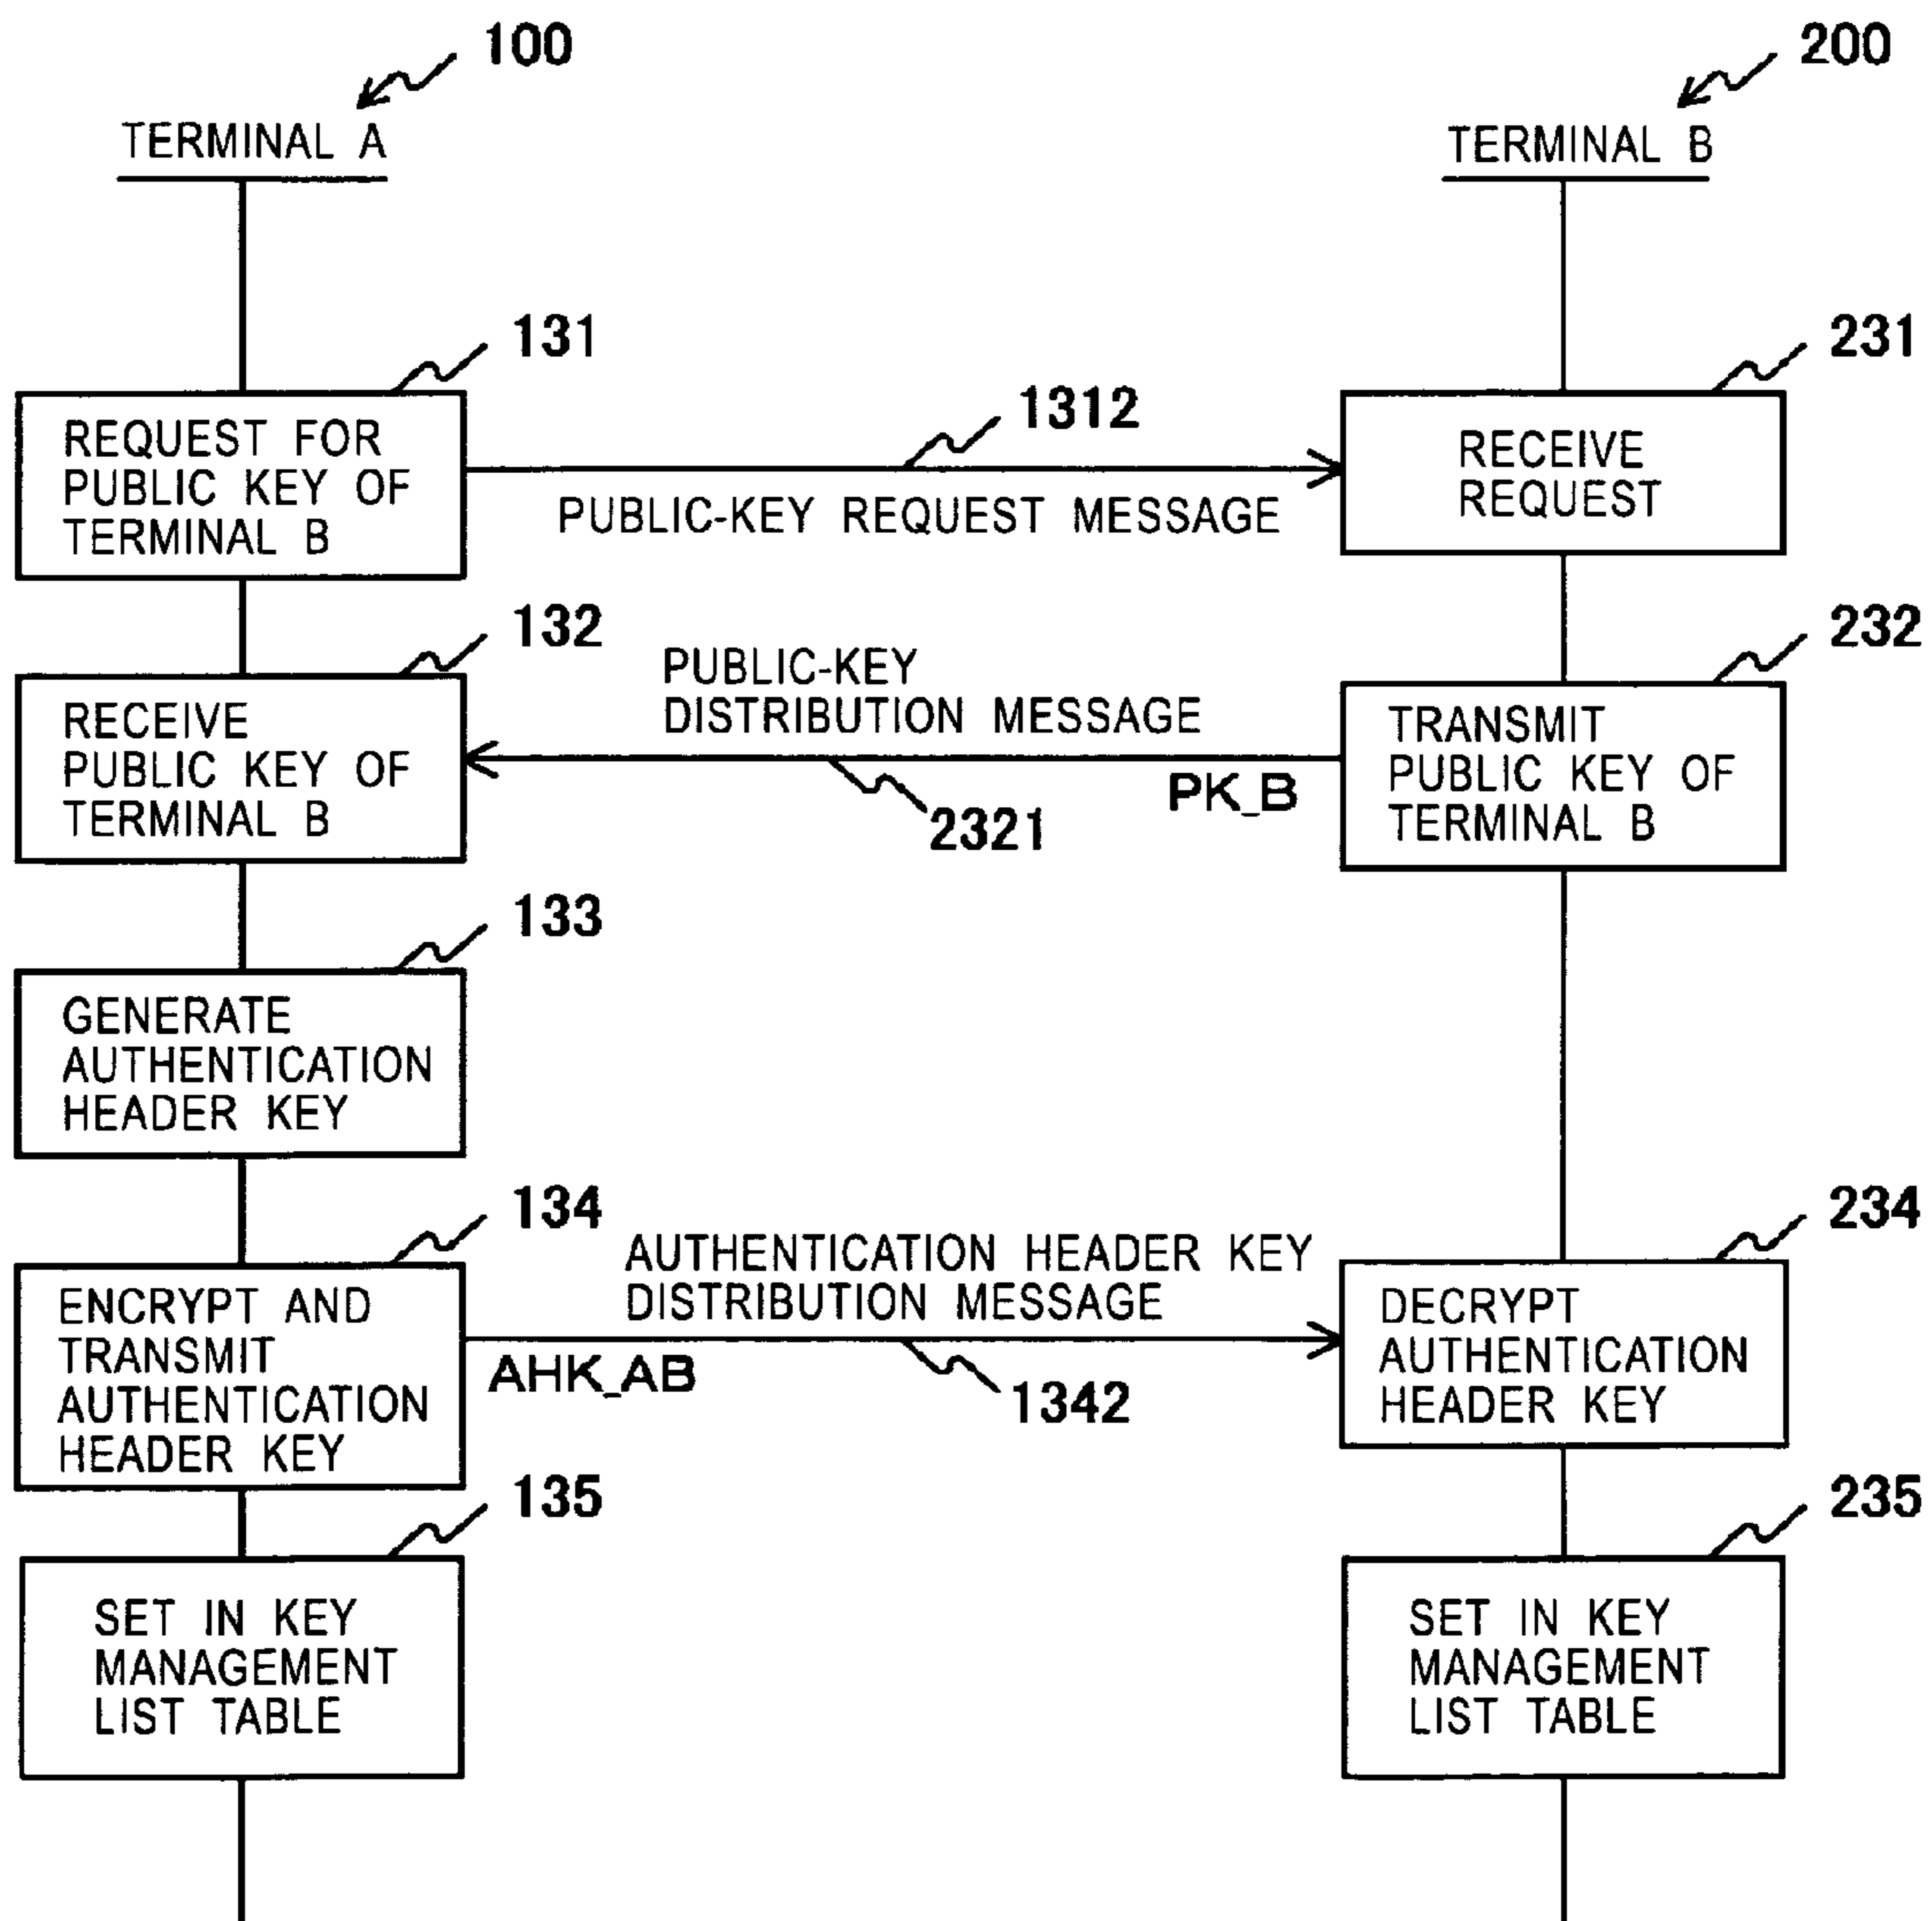 100
200
TERMINAL A
TERMINAL B
131
231
1312
REQUEST FOR
PUBLIC KEY OF
TERMINAL B
RECEIVE
REQUEST
PUBLIC-KEY REQUEST MESSAGE
132
232
PUBLIC-KEY
DISTRIBUTION MESSAGE
RECEIVE
PUBLIC KEY OF
TERMINAL B
TRANSMIT
PUBLIC KEY OF
TERMINAL B
PK_B
2321
133
GENERATE
AUTHENTICATION
HEADER KEY
134
234
AUTHENTICATION HEADER KEY
DISTRIBUTION MESSAGE
ENCRYPT AND
TRANSMIT
AUTHENTICATION
HEADER KEY
DECRYPT
AUTHENTICATION
HEADER KEY
AHK_AB
1342
135
235
SET IN KEY
MANAGEMENT
LIST TABLE
SET IN KEY
MANAGEMENT
LIST TABLE